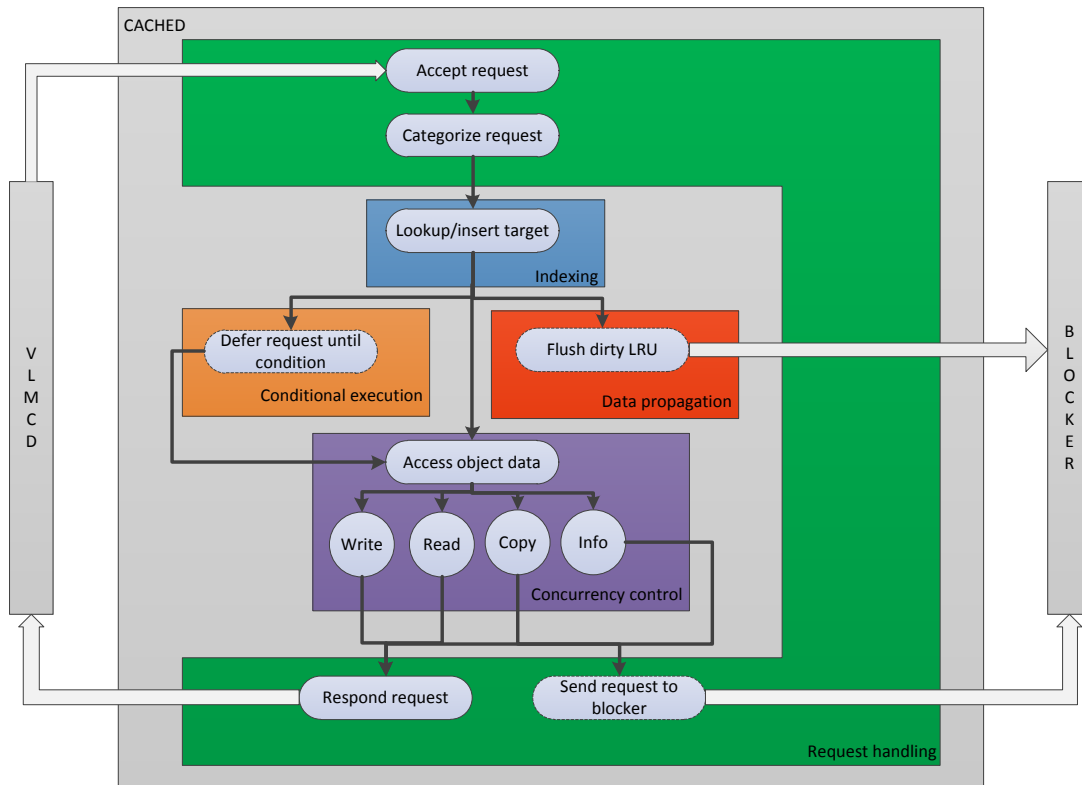 CACHED
Accept request
Categorize request
Lookup/insert target
Indexing
Defer request until
condition
Conditional execution
Flush dirty LRU
Data propagation
V
L
M
C
D
B
L
O
C
K
E
R
Access object data
Write
Read
Copy
Info
Concurrency control
Respond request
Send request to
blocker
Request handling